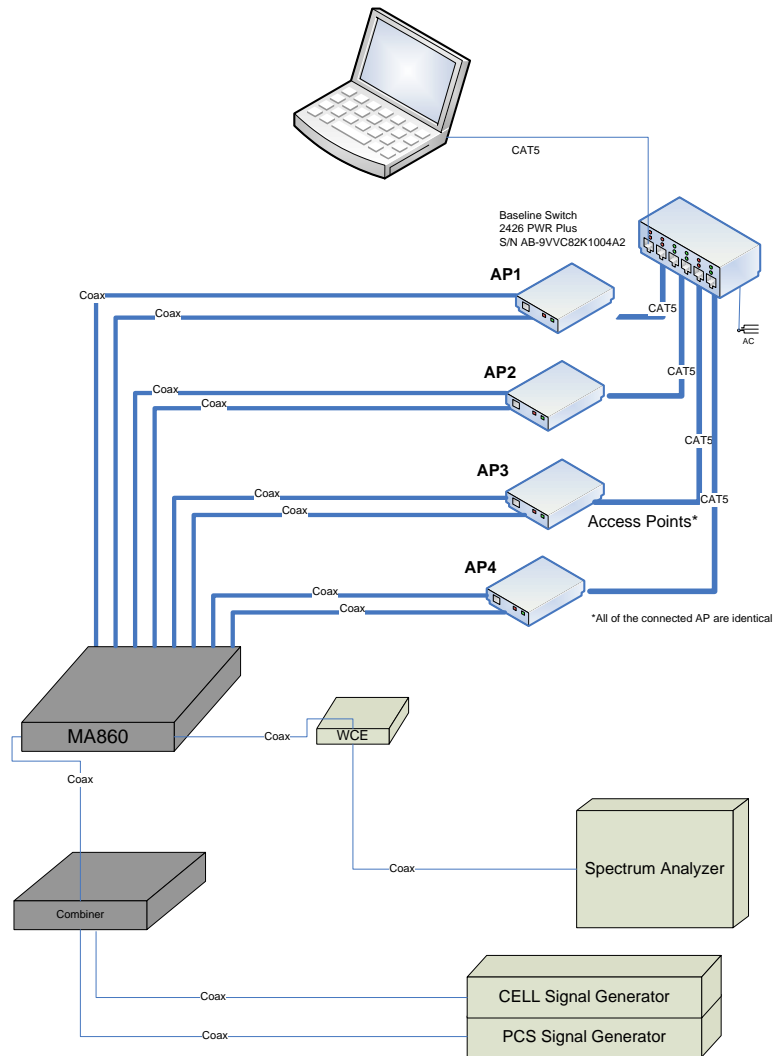 CAT5
Baseline Switch
2426 PWR Plus
S/N AB-9VVC82K1004A2
AP1
Coax
CAT5
Coax
AC
AP2
CAT5
Coax
Coax
CAT5
AP3
Coax
CAT5
Coax
Access Points*
AP4
Coax
Coax
*All of the connected AP are identical
MA860
Coax
WCE
Coax
Coax
Spectrum Analyzer
Combiner
Coax
CELL Signal Generator
Coax
PCS Signal Generator